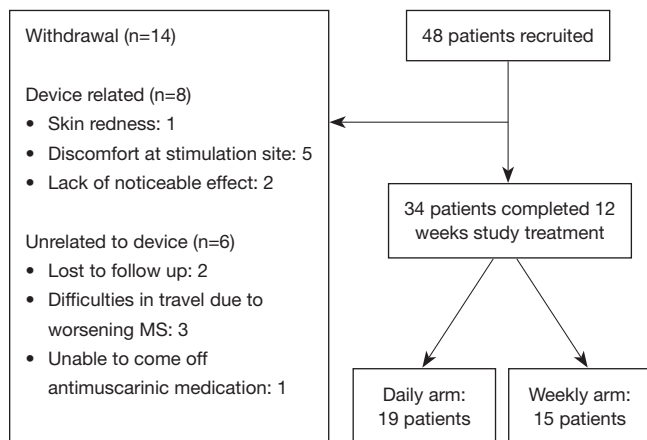 Withdrawal (n=14)
Device related (n=8)
• Skin redness: 1
• Discomfort at stimulation site: 5
• Lack of noticeable effect: 2
Unrelated to device (n=6)
• Lost to follow up: 2
• Difficulties in travel due to
worsening MS: 3
• Unable to come off
antimuscarinic medication: 1
48 patients recruited
34 patients completed 12
weeks study treatment
Daily arm:
19 patients
Weekly arm:
15 patients